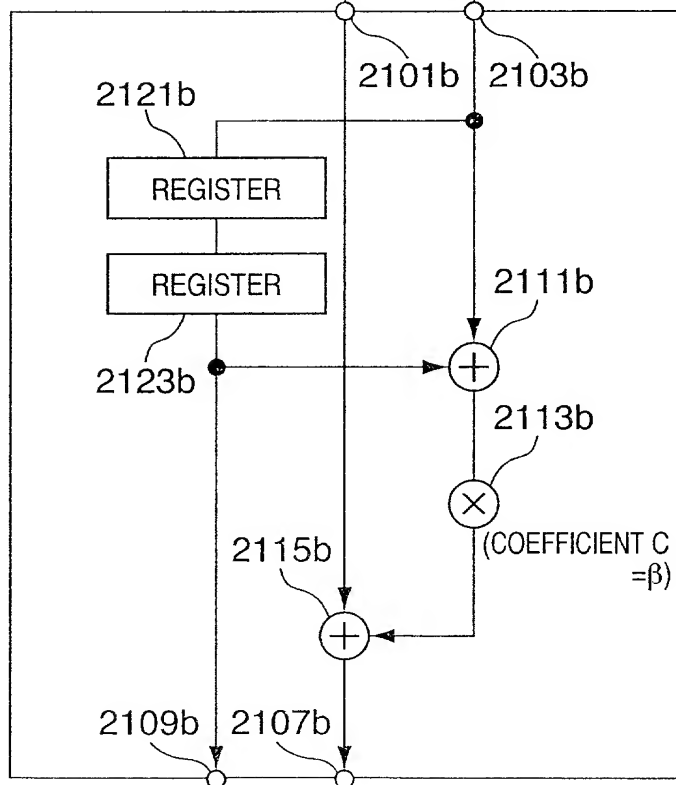 2101b
2103b
2121b
REGISTER
REGISTER
2111b
2123b
2113b
(COEFFICIENT C
=β)
2115b
2109b
2107b